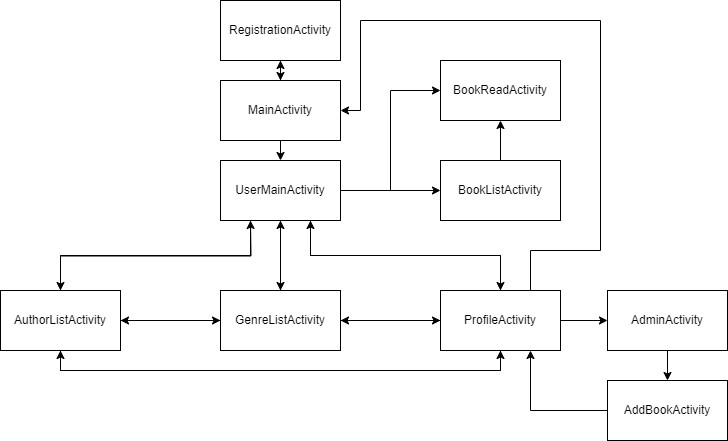 RegistrationActivity
MainActivity
BookReadActivity
UserMainActivity
BookListActivity
AuthorListActivity
GenreListActivity
ProfileActivity
AdminActivity
AddBookActivity